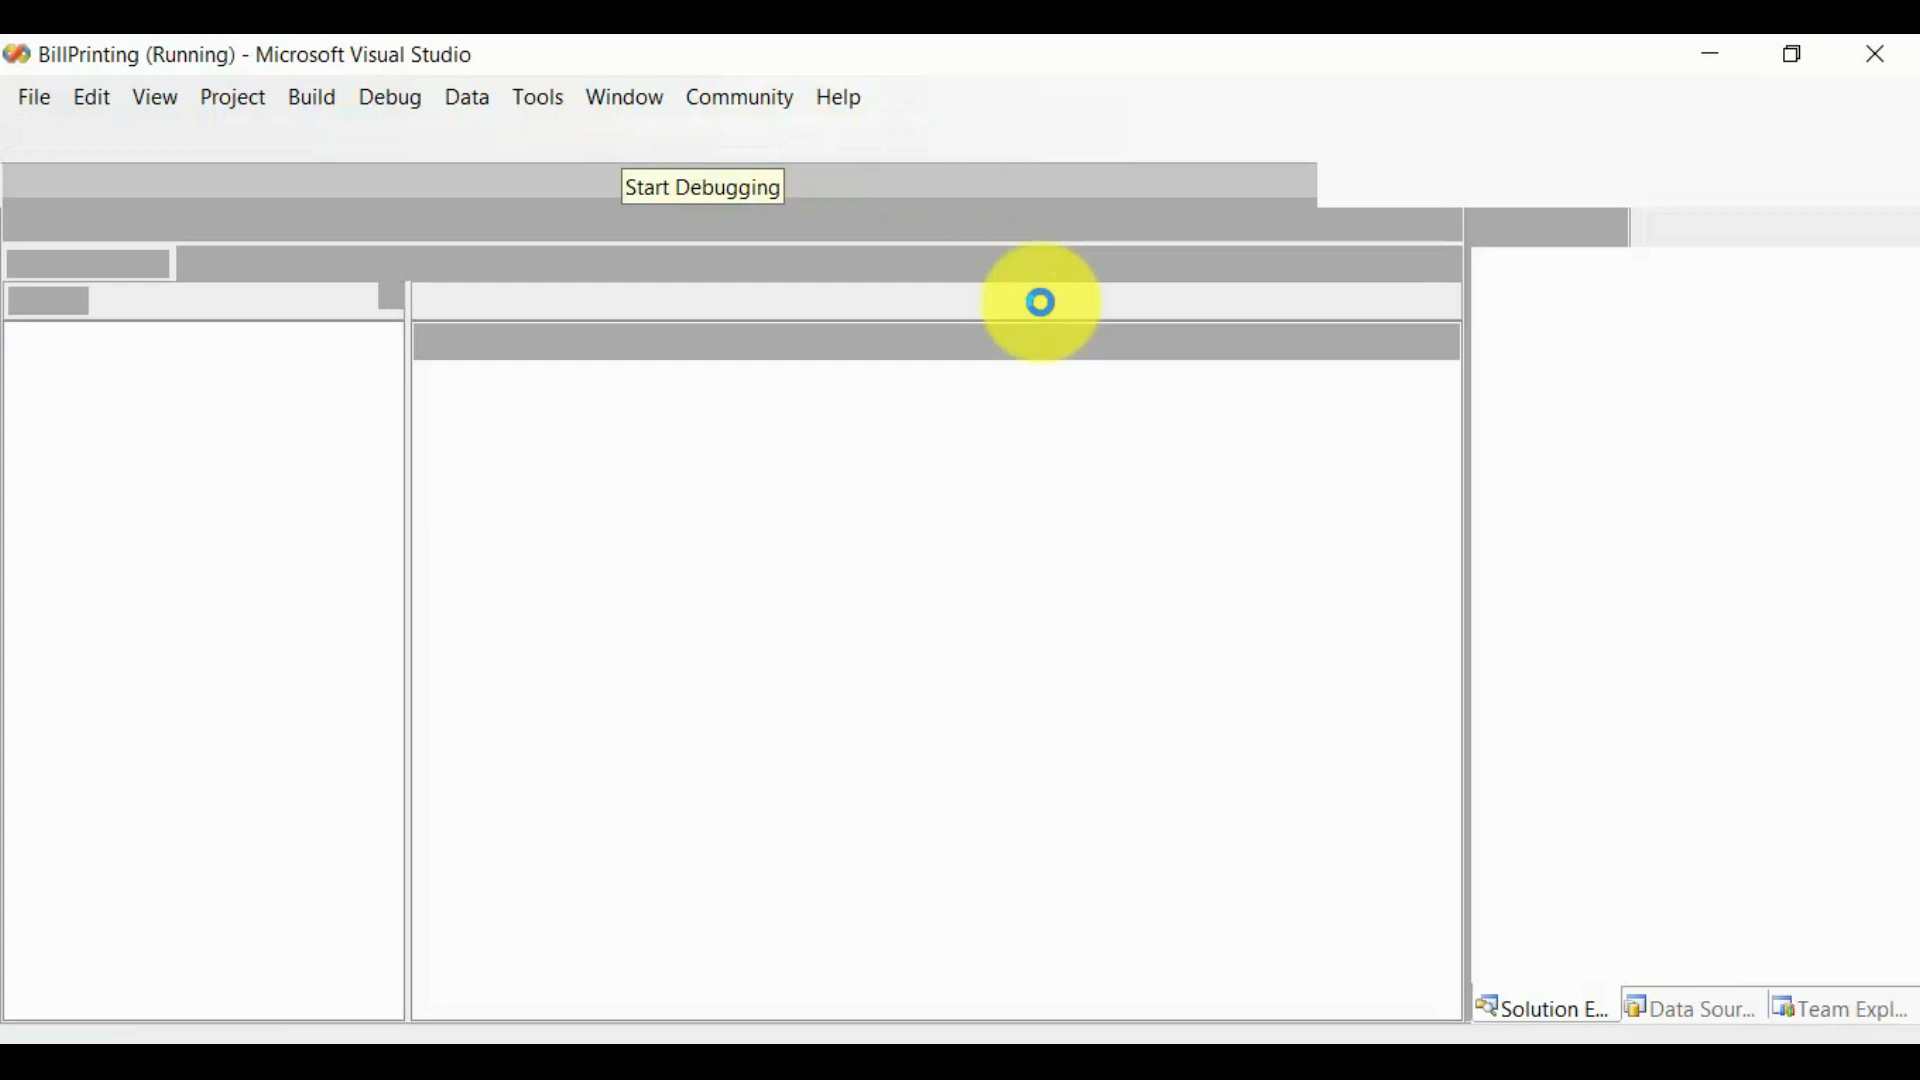 BillPrinting (Running) - Microsoft Visual Studio
File Edit View Project Build Debug Data Tools Window Community Help
Start Debugging
Solution E... Data Sour... Team Expl...